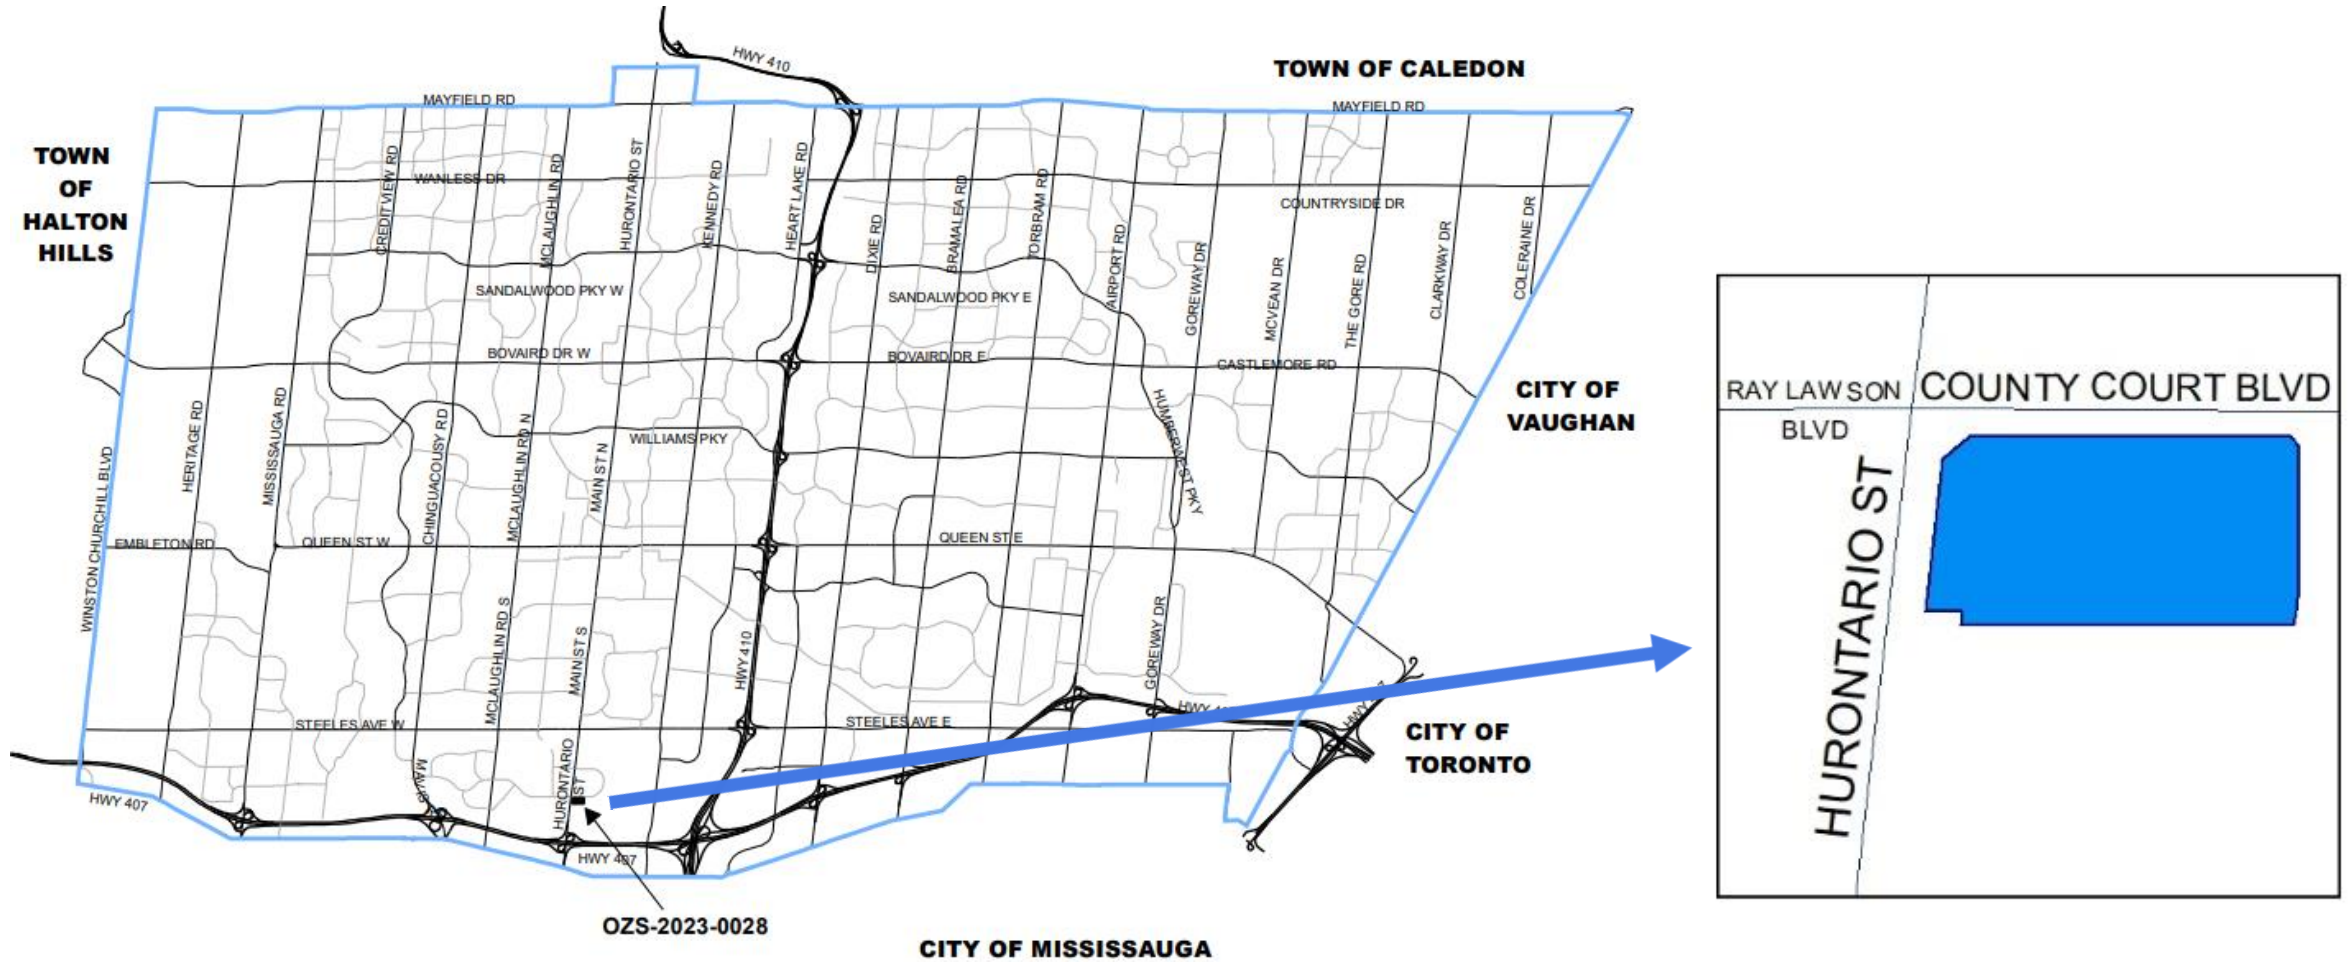 HWY 410
TOWN OF CALEDON
MAYFIELD RD
MAYFIELD RD
TOWN
OF
HALTON
HILLS
CREDITVIEW RD
WANLESS DR
MCLAUGHLIN RD
HURONTARIO ST
KENNEDY RD
HEART LAKE RD
DIXIE RD
BRAMALEA RD
TORBRAM RD
AIRPORT RD
GOREWAY DR
MCVEAN DR
THE GORE RD
COUNTRYSIDE DR
CLARKWAY DR
COLERAINE DR
SANDALWOOD PKY W
SANDALWOOD PKY E
BOVAIRD DR W
BOVAIRD DR E
CASTLEMORE RD
CITY OF
VAUGHAN
WINSTON CHURCHILL BLVD
HERITAGE RD
MISSISSAUGA RD
CHINGUACOUSY RD
MCLAUGHLIN RD N
MAIN ST N
WILLIAMS PKY
HUMBERWEST PKY
EMBLETON RD
QUEEN ST W
QUEEN ST E
MCLAUGHLIN RD S
MAIN ST S
HWY 410
GOREWAY DR
STEELES AVE W
STEELES AVE E
HWY
HWY
CITY OF
TORONTO
HWY 407
MAVIS
HURONTARIO
ST
HWY 407
OZS-2023-0028
CITY OF MISSISSAUGA
RAY LAWSON
BLVD
COUNTY COURT BLVD
HURONTARIO ST